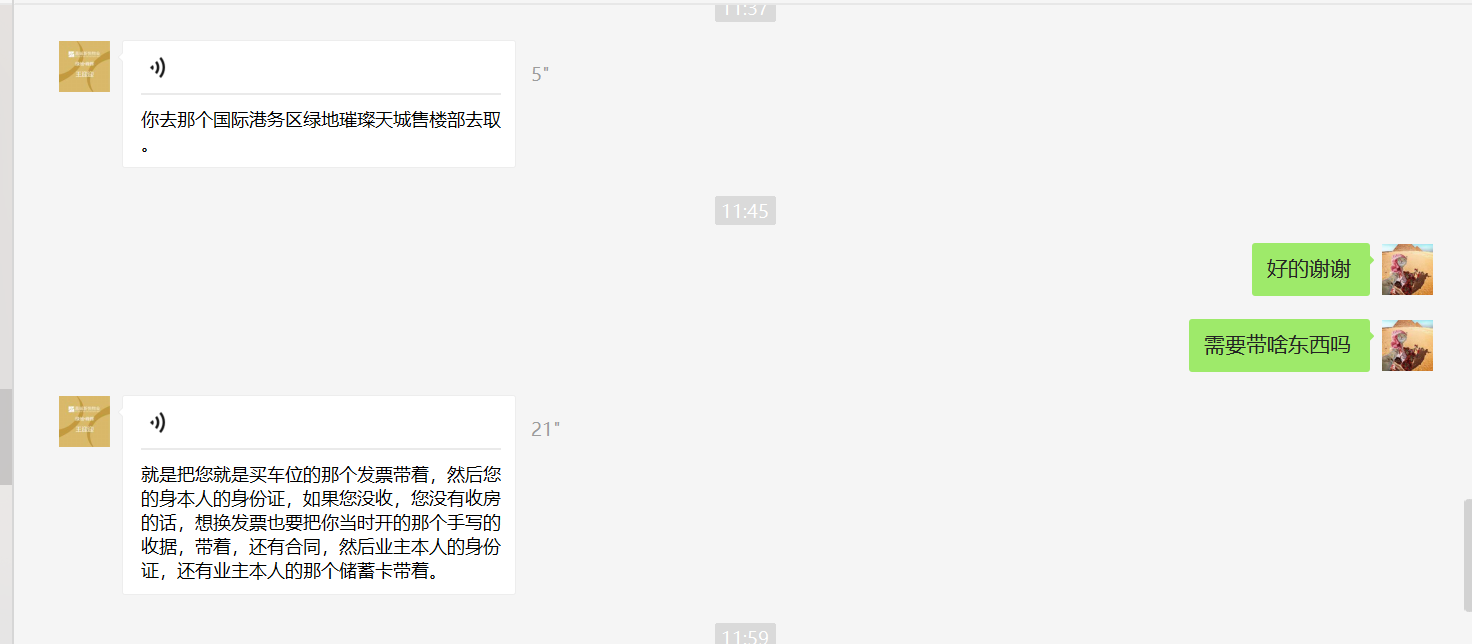 11:37
5"
你去那个国际港务区绿地璀璨天城售楼部去取
。
11:45
好的谢谢
需要带啥东西吗
21"
就是把您就是买车位的那个发票带着，然后您
的身本人的身份证，如果您没收，您没有收房
的话，想换发票也要把你当时开的那个手写的
收据，带着，还有合同，然后业主本人的身份
证，还有业主本人的那个储蓄卡带着。
11:59